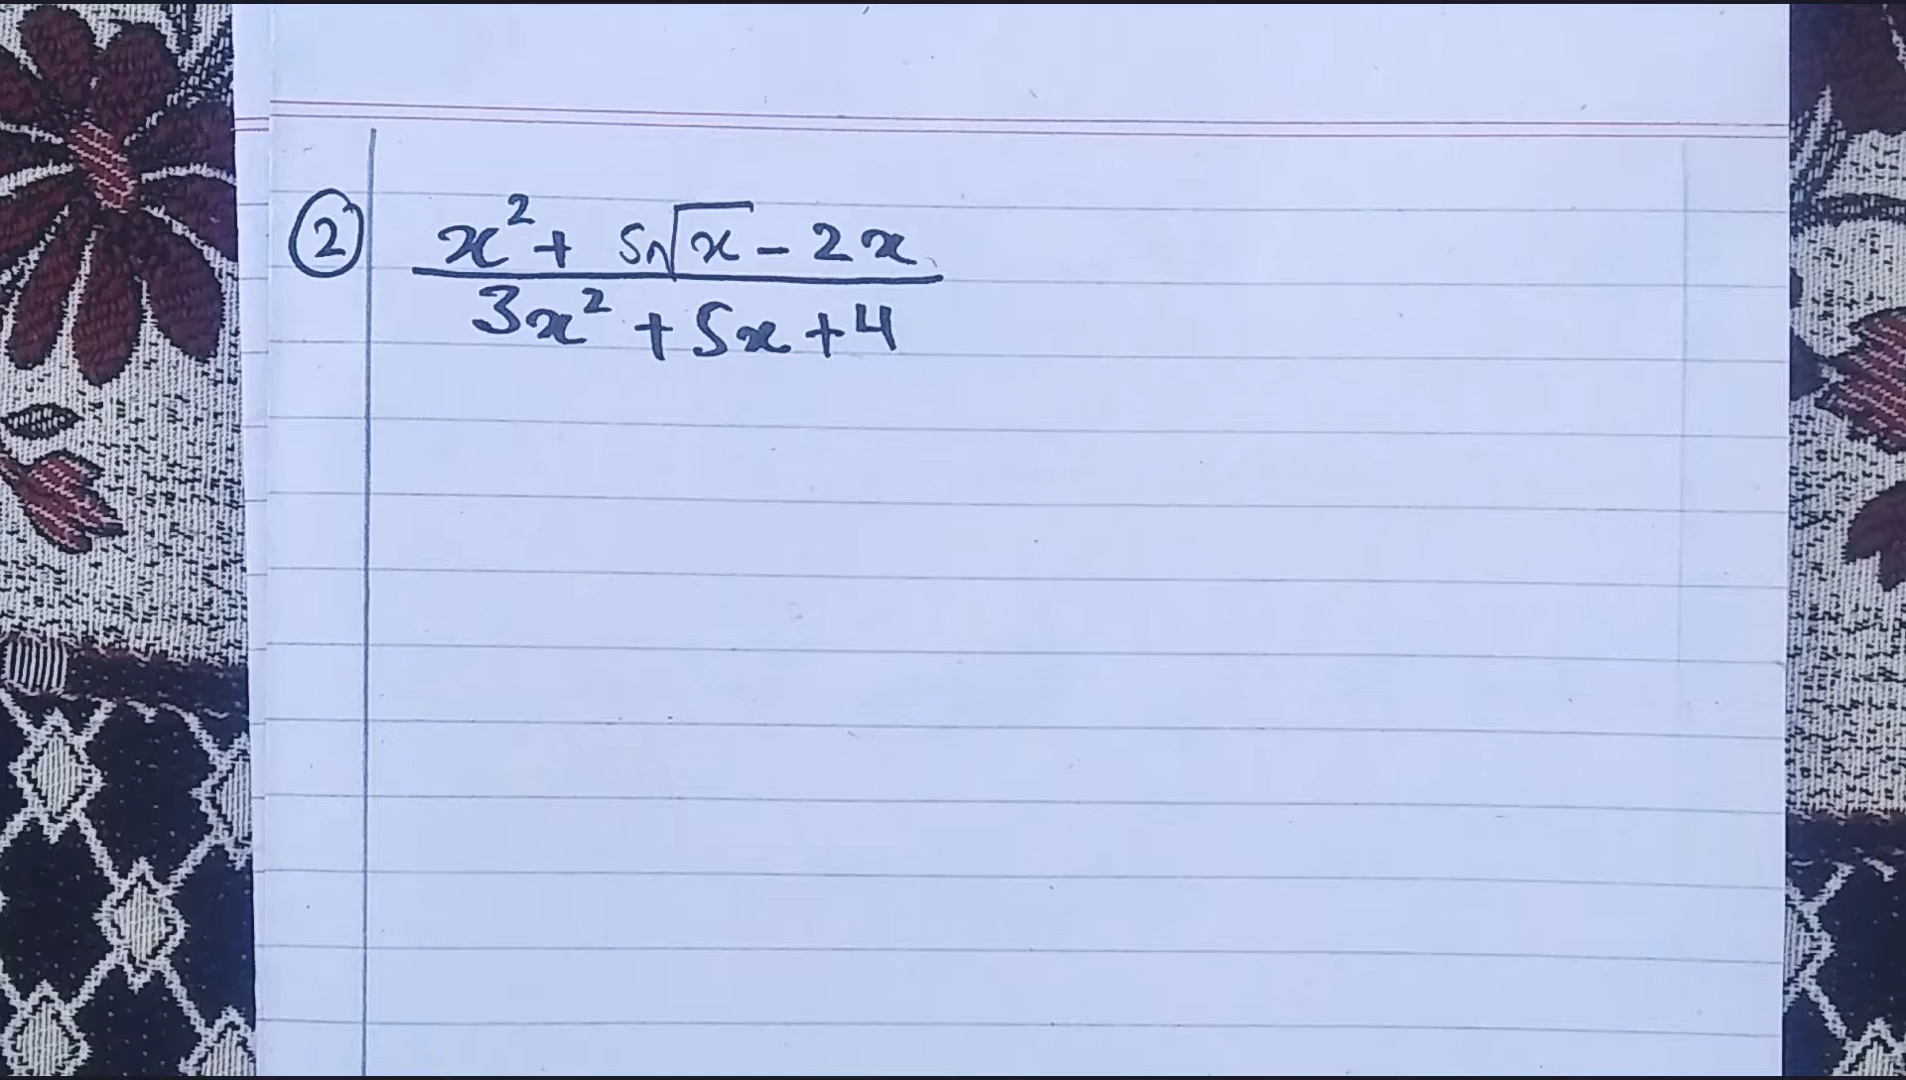 ② x² + 5√x - 2x
3x² + 5x + 4